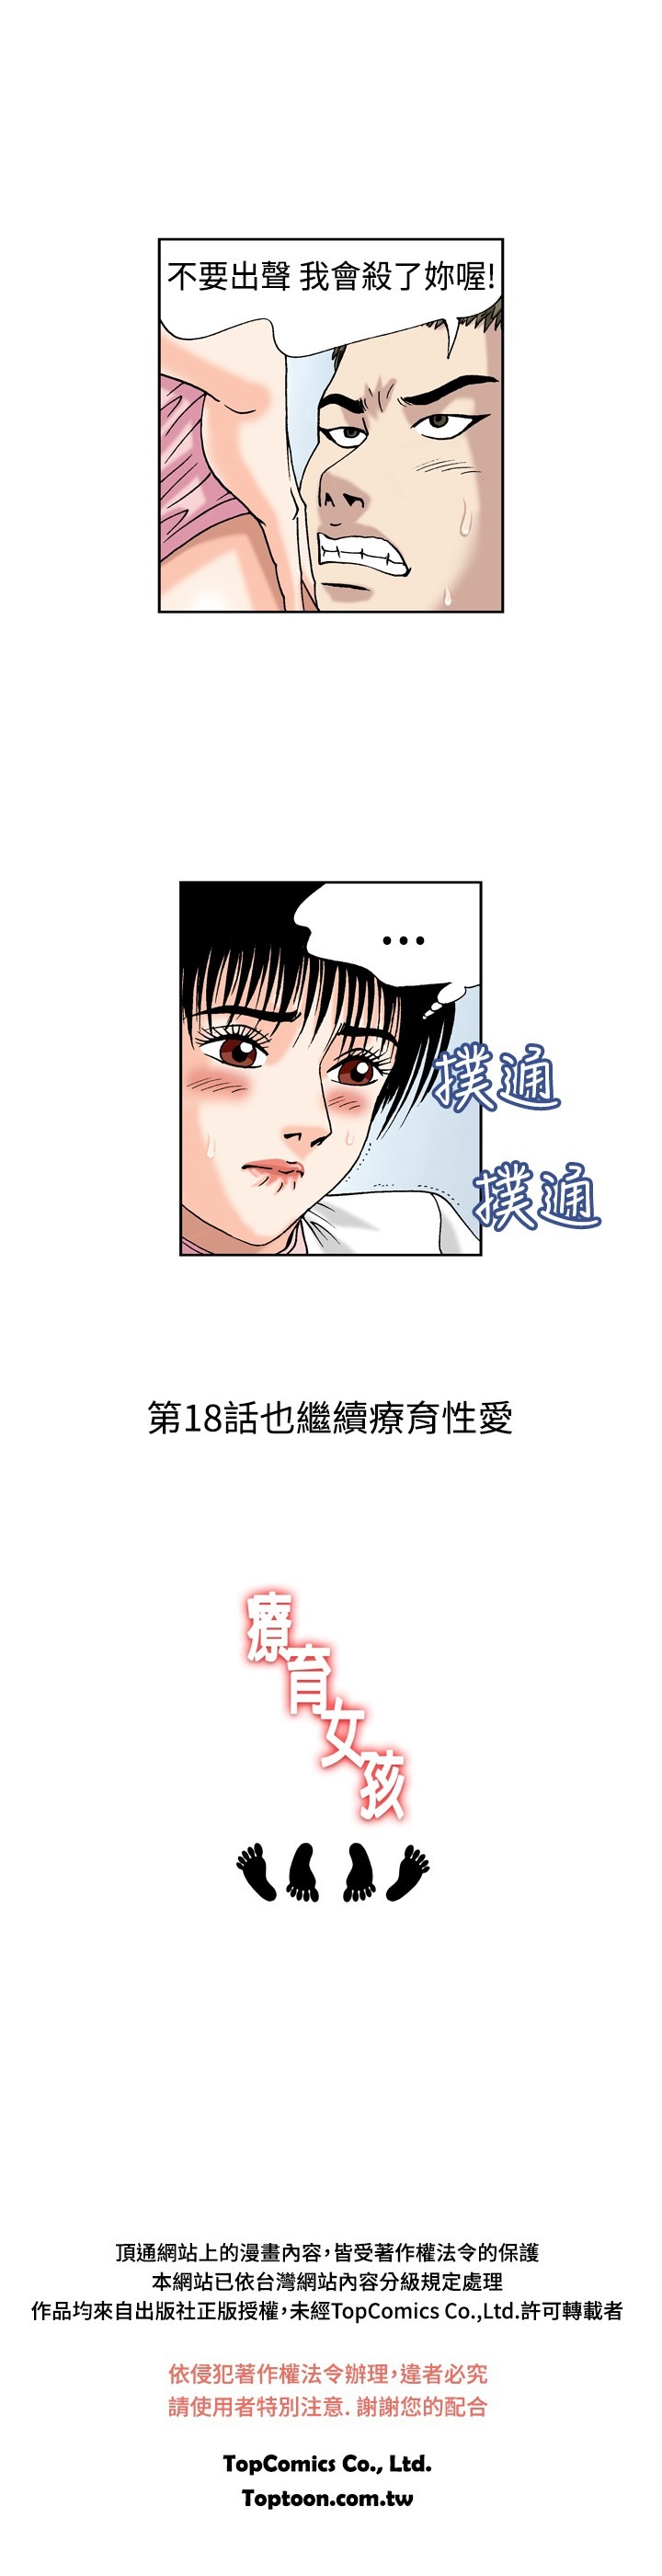 不要出聲 我會殺了妳喔!
...
撲通
撲通
第18話也繼續療育性愛
療育女孩
頂通網站上的漫畫內容,皆受著作權法令的保護
本網站已依台灣網站內容分級規定處理
作品均來自出版社正版授權,未經TopComics Co.,Ltd.許可轉載者
依侵犯著作權法令辦理,違者必究
請使用者特別注意. 謝謝您的配合
TopComics Co., Ltd.
Toptoon.com.tw